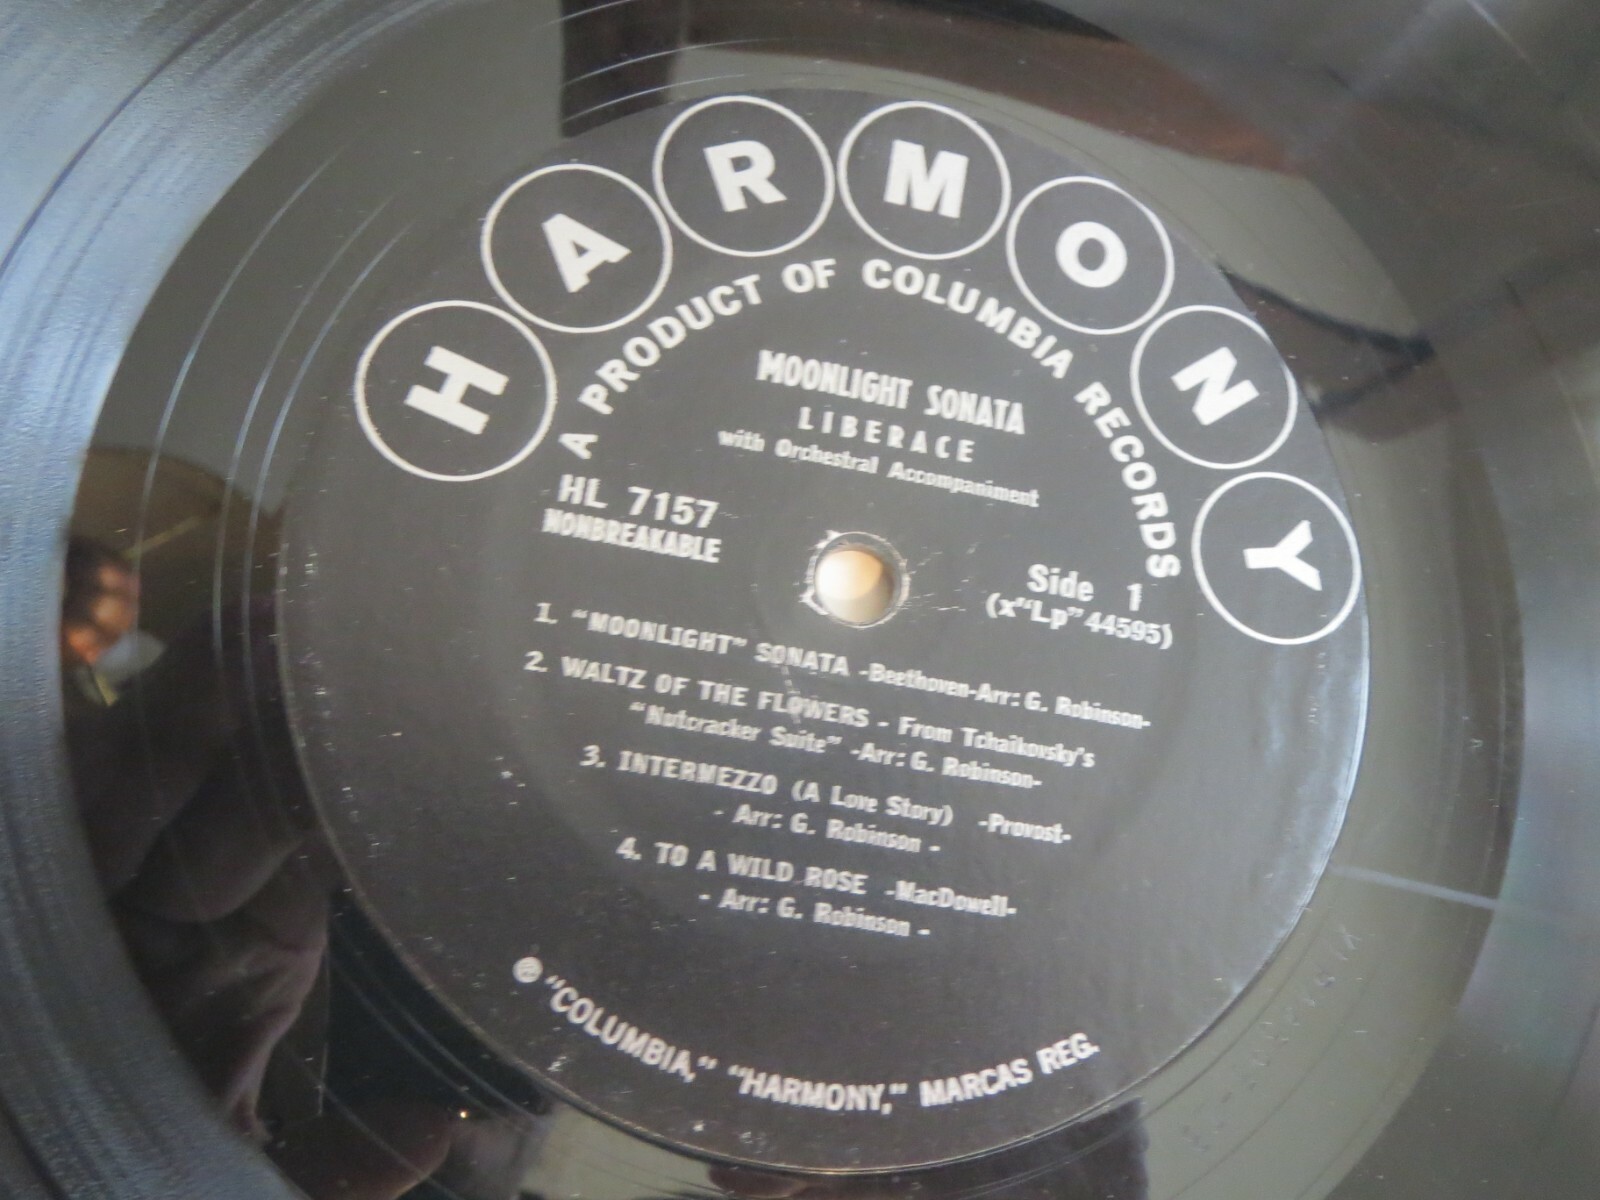 HARMONY
A PRODUCT OF COLUMBIA RECORDS
MOONLIGHT SONATA
LIBERACE
with Orchestral Accompaniment
HL 7157
NONBREAKABLE
Side 1
(x"Lp" 44595)
1. "MOONLIGHT" SONATA -Beethoven-Arr: G. Robinson-
2. WALTZ OF THE FLOWERS - From Tchaikovsky's
"Nutcracker Suite" -Arr: G. Robinson-
3. INTERMEZZO (A Love Story) -Provost-
- Arr: G. Robinson -
4. TO A WILD ROSE -MacDowell-
- Arr: G. Robinson -
® "COLUMBIA," "HARMONY," MARCAS REG.